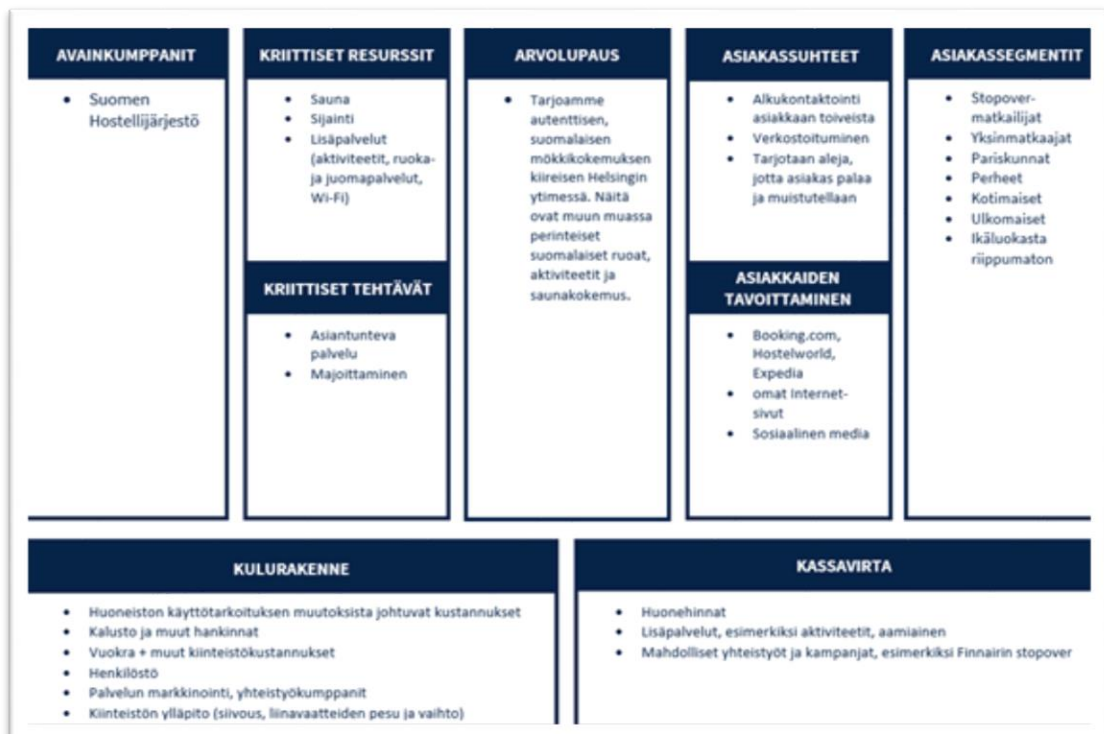 AVAINKUMPPANIT
• Suomen
Hostellijärjestö
KRIITTISET RESURSSIT
• Sauna
• Sijainti
• Lisäpalvelut
(aktiviteetit, ruoka-
ja juomapalvelut,
Wi-Fi)
KRIITTISET TEHTÄVÄT
• Asiantunteva
palvelu
• Majoittaminen
ARVOLUPAUS
• Tarjoamme
autenttisen,
suomalaisen
mökkikokemuksen
kiireisen Helsingin
ytimessä. Näitä
ovat muun muassa
perinteiset
suomalaiset ruoat,
aktiviteetit ja
saunakokemus.
ASIAKASSUHTEET
• Alkukontaktointi
asiakkaan toiveista
• Verkostoituminen
• Tarjotaan aleja,
jotta asiakas palaa
ja muistutellaan
ASIAKKAIDEN
TAVOITTAMINEN
• Booking.com,
Hostelworld,
Expedia
• omat Internet-
sivut
• Sosiaalinen media
ASIAKASSEGMENTIT
• Stopover-
matkailijat
• Yksinmatkaajat
• Pariskunnat
• Perheet
• Kotimaiset
• Ulkomaiset
• Ikäluokasta
riippumaton
KULURAKENNE
• Huoneiston käyttötarkoituksen muutoksista johtuvat kustannukset
• Kalusto ja muut hankinnat
• Vuokra + muut kiinteistökustannukset
• Henkilöstö
• Palvelun markkinointi, yhteistyökumppanit
• Kiinteistön ylläpito (siivous, liinavaatteiden pesu ja vaihto)
KASSAVIRTA
• Huonehinnat
• Lisäpalvelut, esimerkiksi aktiviteetit, aamiainen
• Mahdolliset yhteistyöt ja kampanjat, esimerkiksi Finnairin stopover